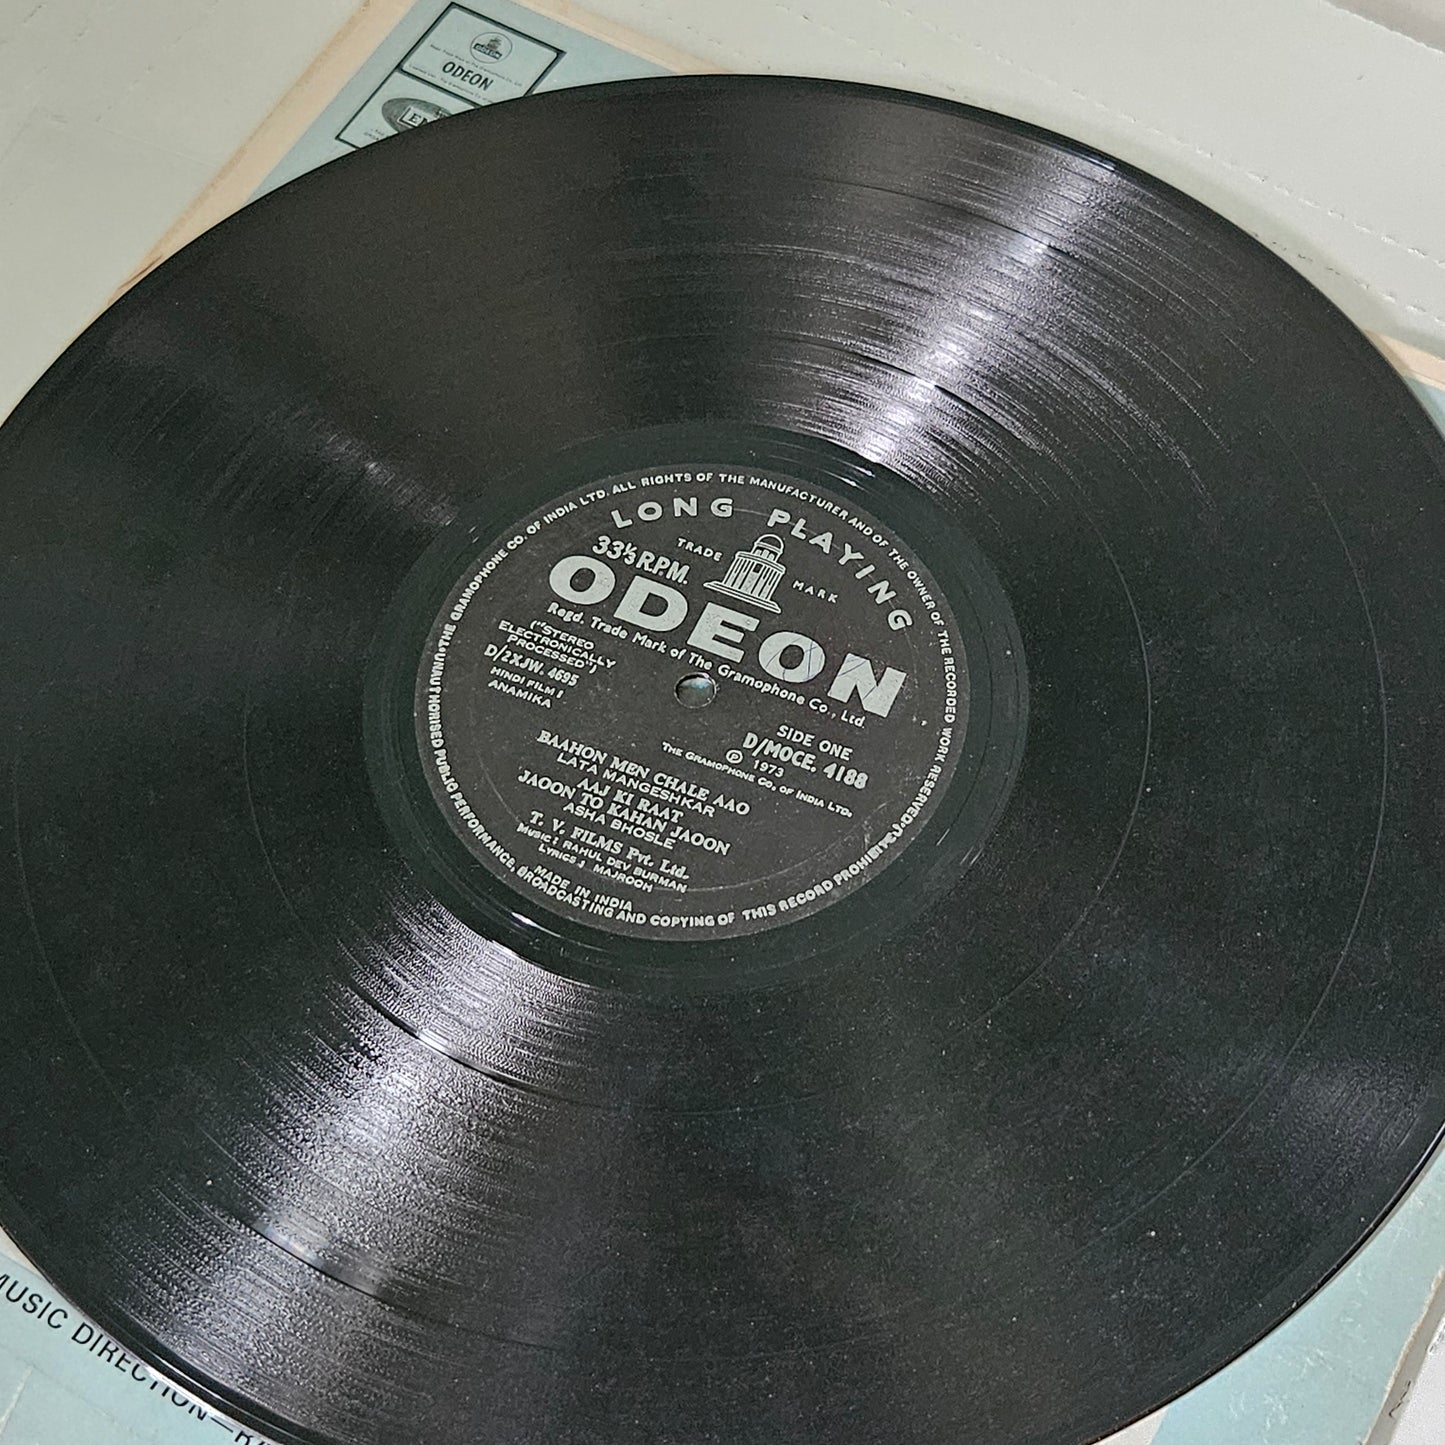 ODEON
LONG PLAYING
33⅓ R.P.M.
TRADE MARK
ODEON
Regd. Trade Mark of The Gramophone Co., Ltd.
("STEREO
ELECTRONICALLY
PROCESSED")
D/2XJW. 4695
HINDI FILM:
ANAMIKA
SIDE ONE
D/MOCE. 4188
Ⓟ 1973
THE GRAMOPHONE CO. OF INDIA LTD.
BAAHON MEN CHALE AAO
LATA MANGESHKAR
AAJ KI RAAT
JAOON TO KAHAN JAOON
ASHA BHOSLE
T. V. FILMS Pvt. Ltd.
MUSIC: RAHUL DEV BURMAN
LYRICS: MAJROOH
MADE IN INDIA
THE GRAMOPHONE CO. OF INDIA LTD. ALL RIGHTS OF THE MANUFACTURER AND OF THE OWNER OF THE RECORDED WORK RESERVED. UNAUTHORISED PUBLIC PERFORMANCE, BROADCASTING AND COPYING OF THIS RECORD PROHIBITED
MUSIC DIRECTION—R